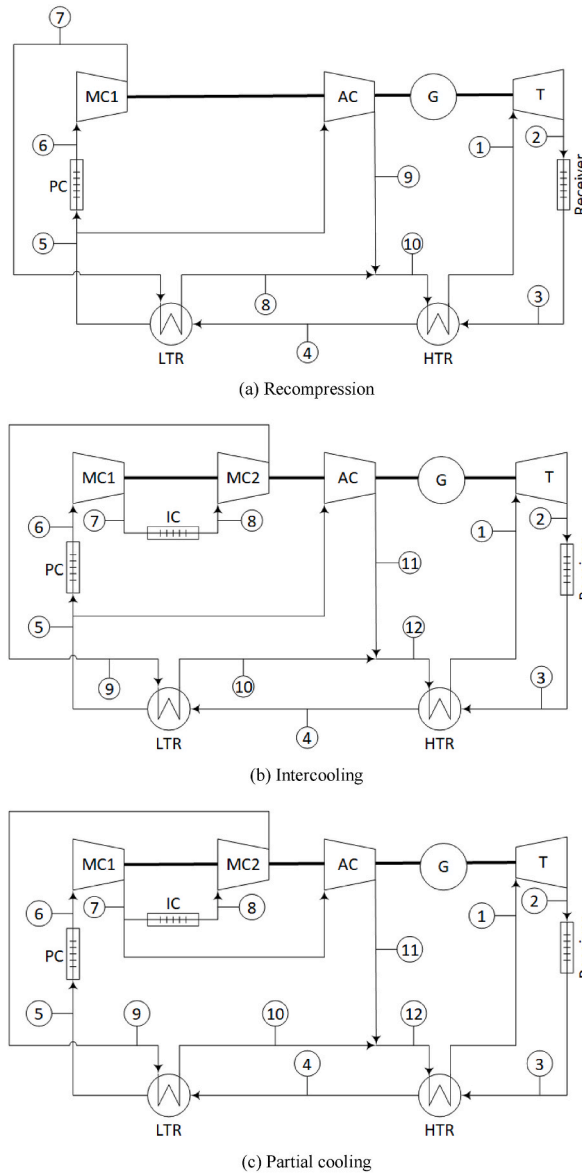 7
MC1
AC
G
T
2
6
1
Receiver
PC
9
5
10
8
3
4
LTR
HTR
(a) Recompression
MC1
MC2
AC
G
T
IC
2
6
7
8
1
PC
11
5
12
9
10
3
4
LTR
HTR
(b) Intercooling
MC1
MC2
AC
G
T
IC
2
6
7
8
1
PC
11
5
9
10
12
4
3
LTR
HTR
(c) Partial cooling